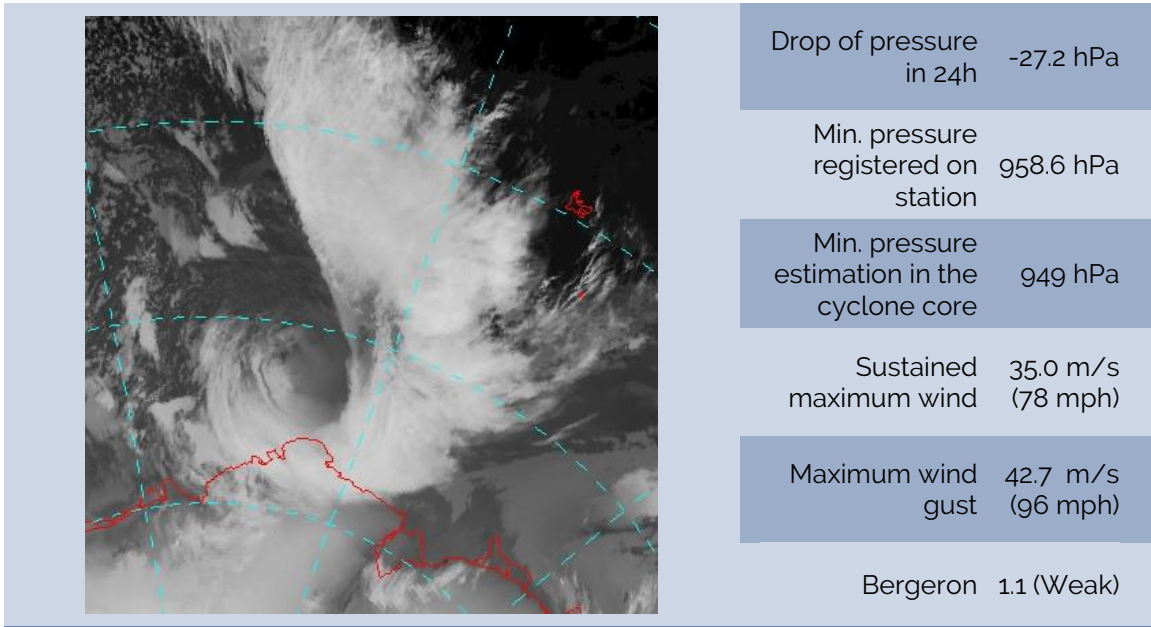 Drop of pressure
in 24h
-27.2 hPa
Min. pressure
registered on
station
958.6 hPa
Min. pressure
estimation in the
cyclone core
949 hPa
Sustained
maximum wind
35.0 m/s
(78 mph)
Maximum wind
gust
42.7 m/s
(96 mph)
Bergeron
1.1 (Weak)